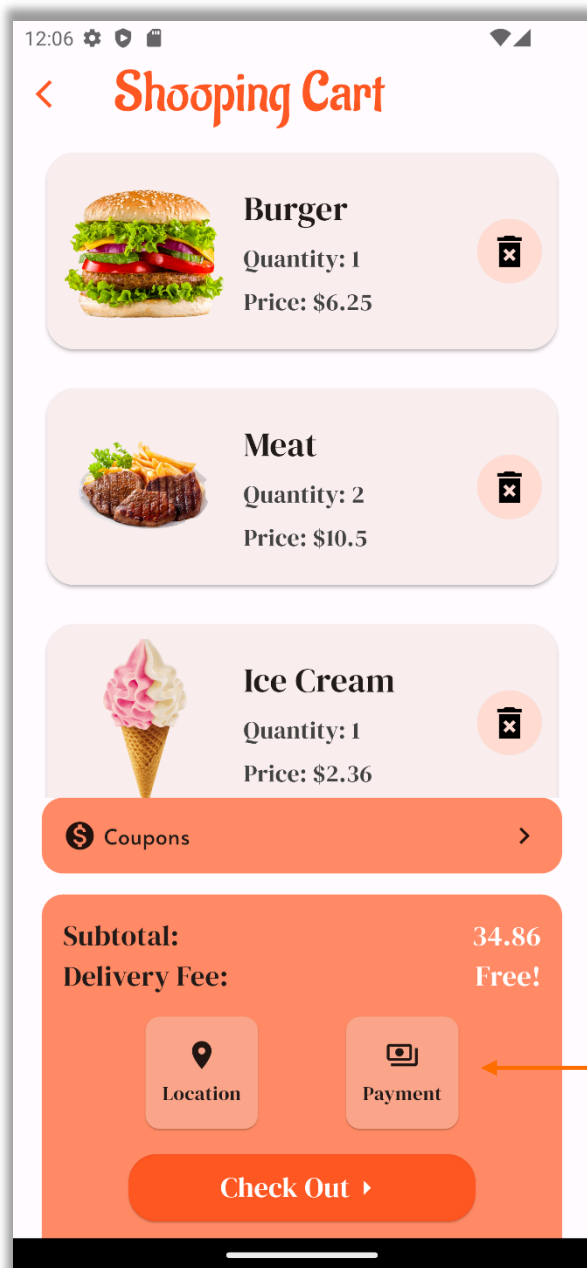 12:06
Shooping Cart
Burger
Quantity: 1
Price: $6.25
Meat
Quantity: 2
Price: $10.5
Ice Cream
Quantity: 1
Price: $2.36
Coupons
Subtotal: 34.86
Delivery Fee: Free!
Location Payment
Check Out